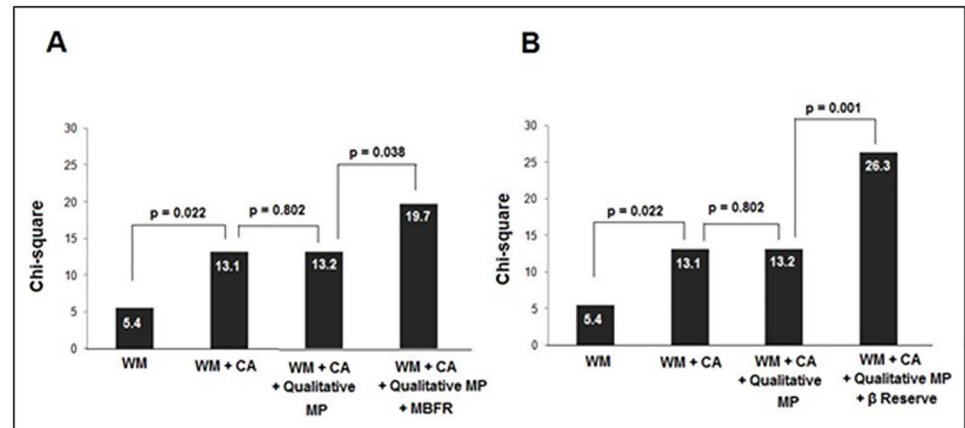 A
Chi-square
30
25
20
15
10
5
0
p = 0.022
p = 0.802
p = 0.038
5.4
13.1
13.2
19.7
WM
WM + CA
WM + CA
+ Qualitative
MP
WM + CA
+ Qualitative MP
+ MBFR
B
Chi-square
30
25
20
15
10
5
0
p = 0.022
p = 0.802
p = 0.001
5.4
13.1
13.2
26.3
WM
WM + CA
WM + CA
+ Qualitative
MP
WM + CA
+ Qualitative MP
+ β Reserve